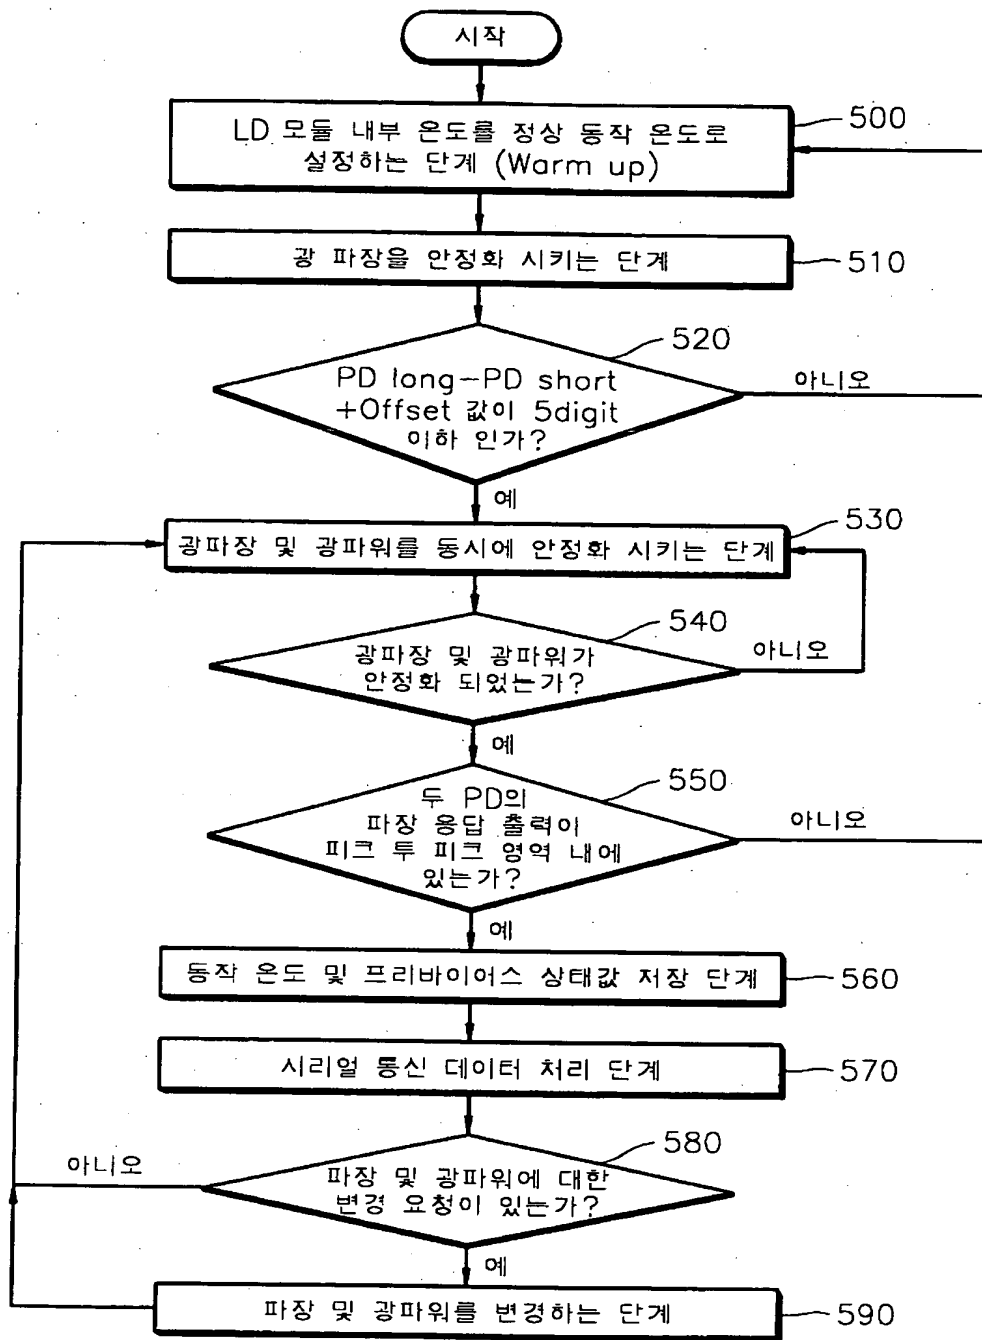 시작
LD 모듈 내부 온도를 정상 동작 온도로
설정하는 단계 (Warm up)
500
광 파장을 안정화 시키는 단계
510
520
PD long-PD short
+Offset 값이 5digit
이하 인가?
아니오
예
530
광파장 및 광파워를 동시에 안정화 시키는 단계
540
광파장 및 광파워가
안정화 되었는가?
아니오
예
550
두 PD의
파장 응답 출력이
피크 투 피크 영역 내에
있는가?
아니오
예
동작 온도 및 프리바이어스 상태값 저장 단계
560
시리얼 통신 데이터 처리 단계
570
580
아니오
파장 및 광파워에 대한
변경 요청이 있는가?
예
파장 및 광파워를 변경하는 단계
590